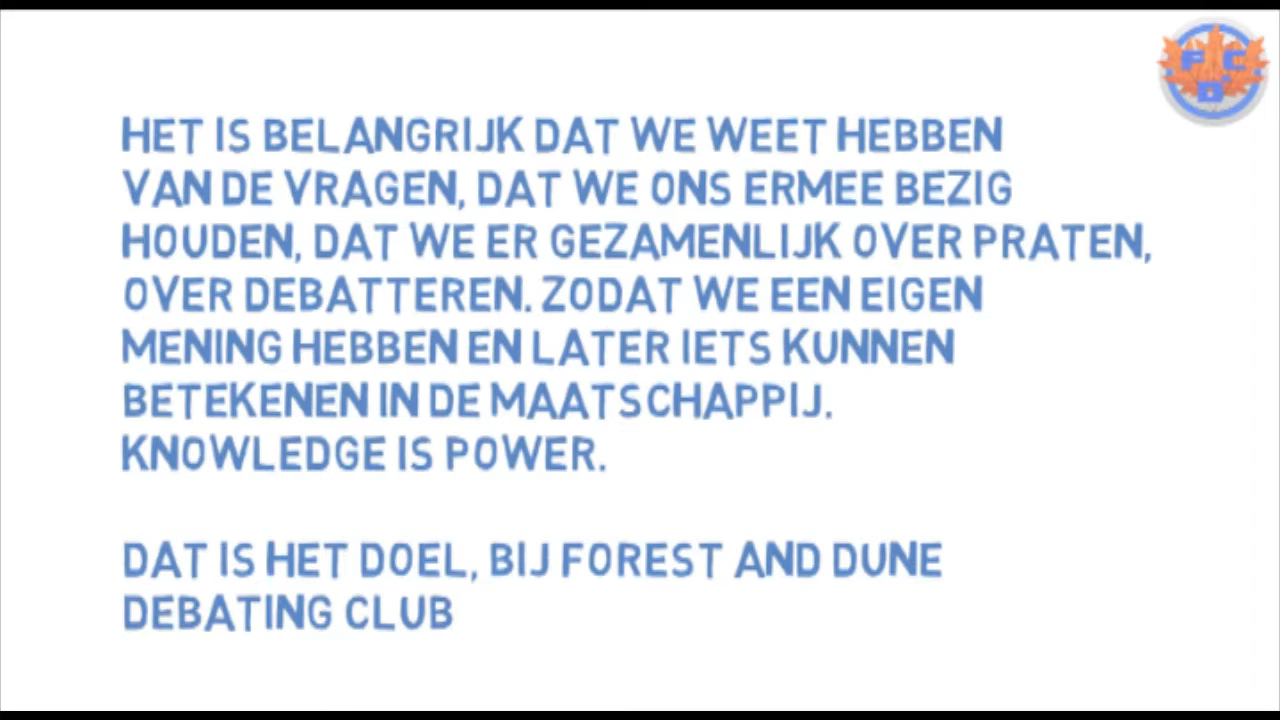 HET IS BELANGRIJK DAT WE WEET HEBBEN
VAN DE VRAGEN, DAT WE ONS ERMEE BEZIG
HOUDEN, DAT WE ER GEZAMENLIJK OVER PRATEN,
OVER DEBATTEREN. ZODAT WE EEN EIGEN
MENING HEBBEN EN LATER IETS KUNNEN
BETEKENEN IN DE MAATSCHAPPIJ.
KNOWLEDGE IS POWER.
DAT IS HET DOEL, BIJ FOREST AND DUNE
DEBATING CLUB